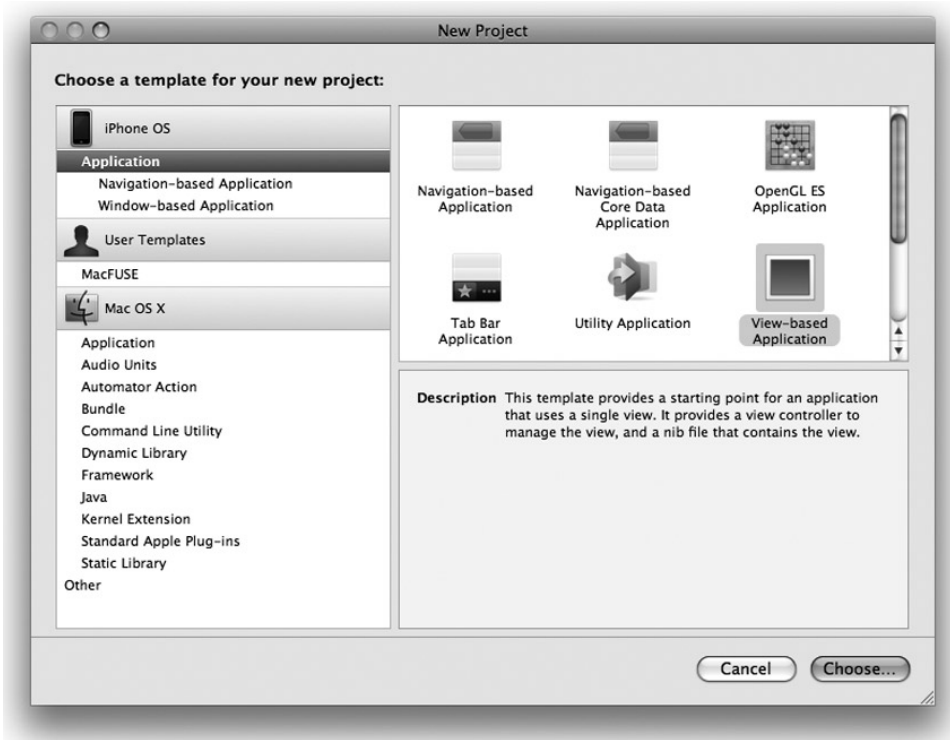 New Project
Choose a template for your new project:
iPhone OS
Application
Navigation-based Application
Window-based Application
User Templates
MacFUSE
Mac OS X
Application
Audio Units
Automator Action
Bundle
Command Line Utility
Dynamic Library
Framework
Java
Kernel Extension
Standard Apple Plug-ins
Static Library
Other
Navigation-based
Application
Navigation-based
Core Data
Application
OpenGL ES
Application
Tab Bar
Application
Utility Application
View-based
Application
Description This template provides a starting point for an application
that uses a single view. It provides a view controller to
manage the view, and a nib file that contains the view.
Cancel
Choose...